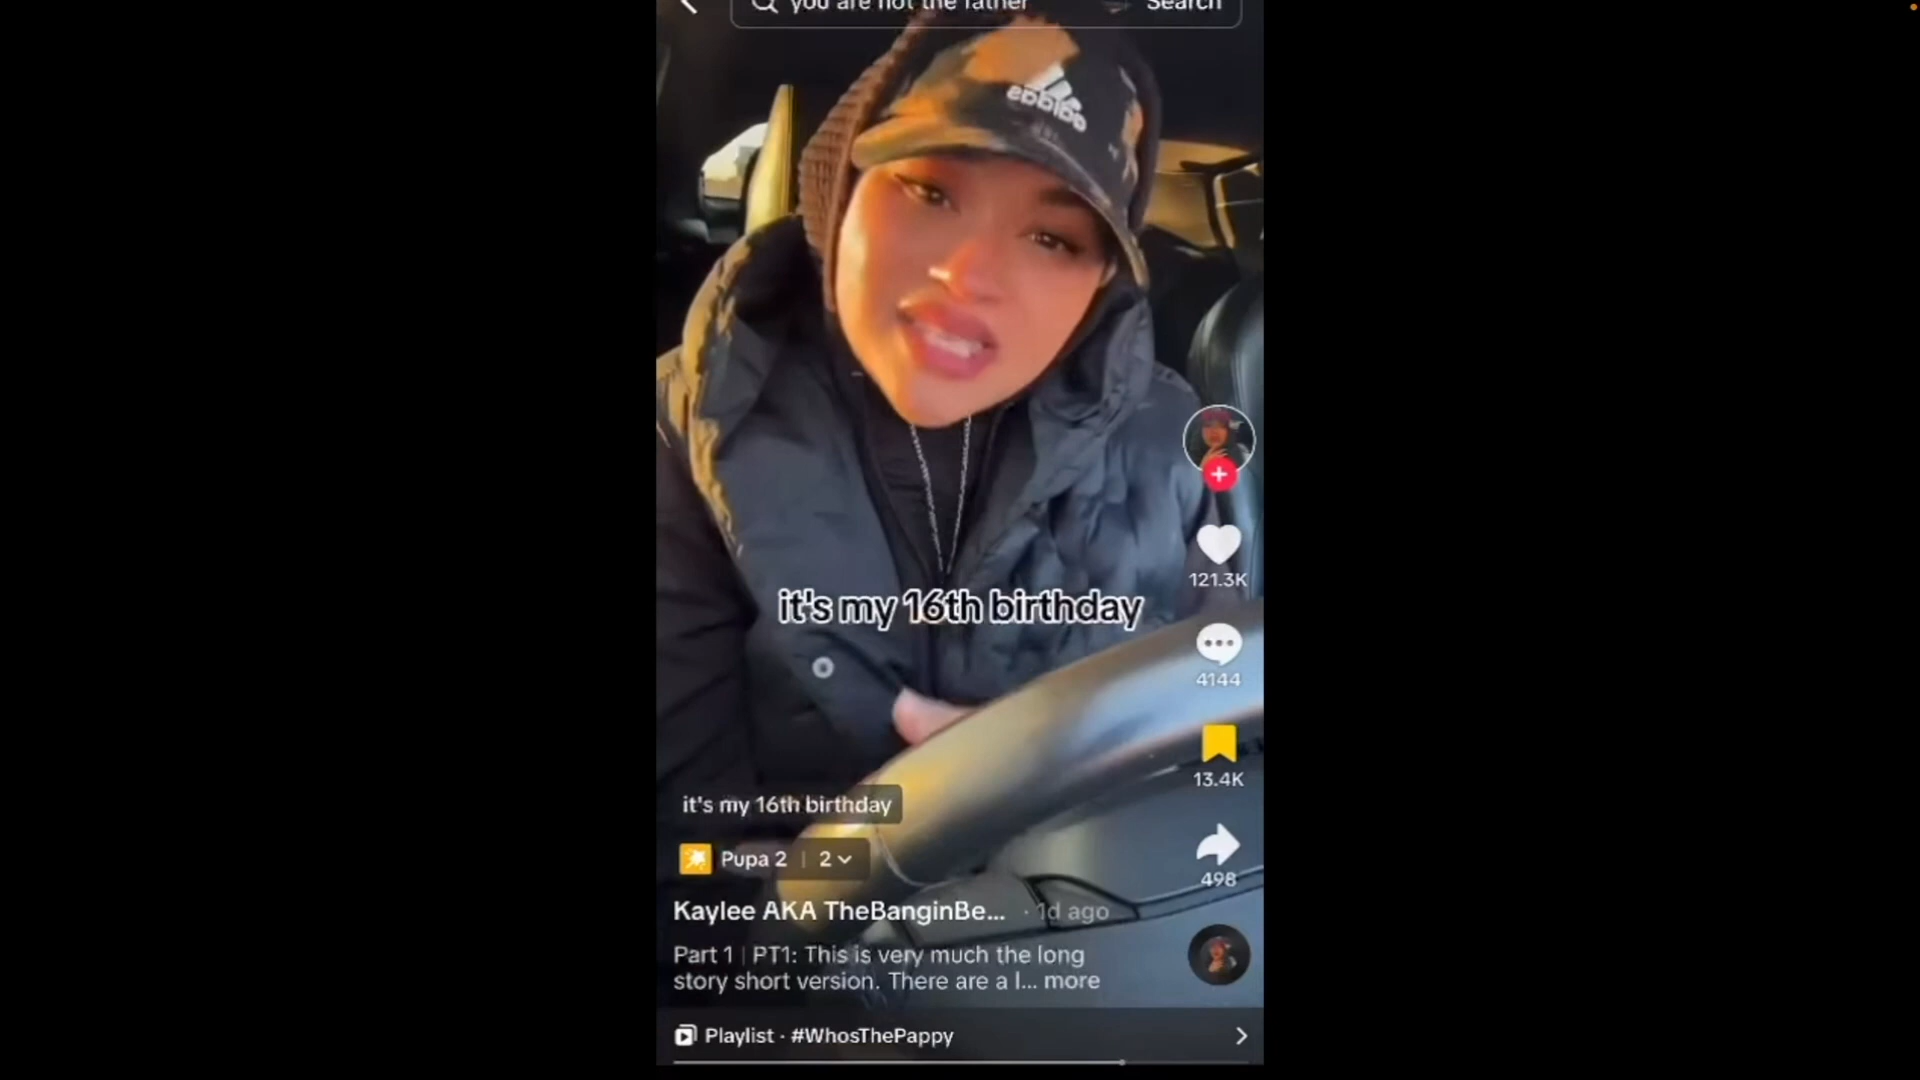 you are not the father
Search
adidas
it's my 16th birthday
121.3K
4144
13.4K
it's my 16th birthday
Pupa 2 | 2
498
Kaylee AKA TheBanginBe... · 1d ago
Part 1 | PT1: This is very much the long
story short version. There are a l... more
Playlist · #WhosThePappy